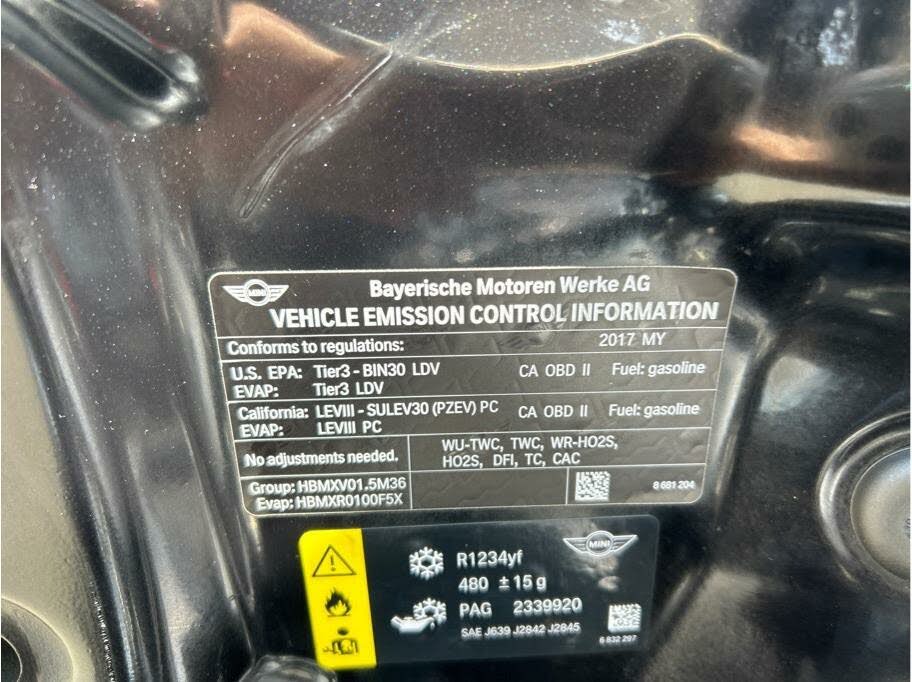 MINI
Bayerische Motoren Werke AG
VEHICLE EMISSION CONTROL INFORMATION
Conforms to regulations: 2017 MY
U.S. EPA: Tier3 - BIN30 LDV CA OBD II Fuel: gasoline
EVAP: Tier3 LDV
California: LEVIII - SULEV30 (PZEV) PC CA OBD II Fuel: gasoline
EVAP: LEVIII PC
No adjustments needed.
WU-TWC, TWC, WR-HO2S,
HO2S, DFI, TC, CAC
Group: HBMXV01.5M36
Evap: HBMXR0100F5X
8 681 204
MINI
R1234yf
480 ± 15 g
PAG 2339920
SAE J639 J2842 J2845
6 832 297